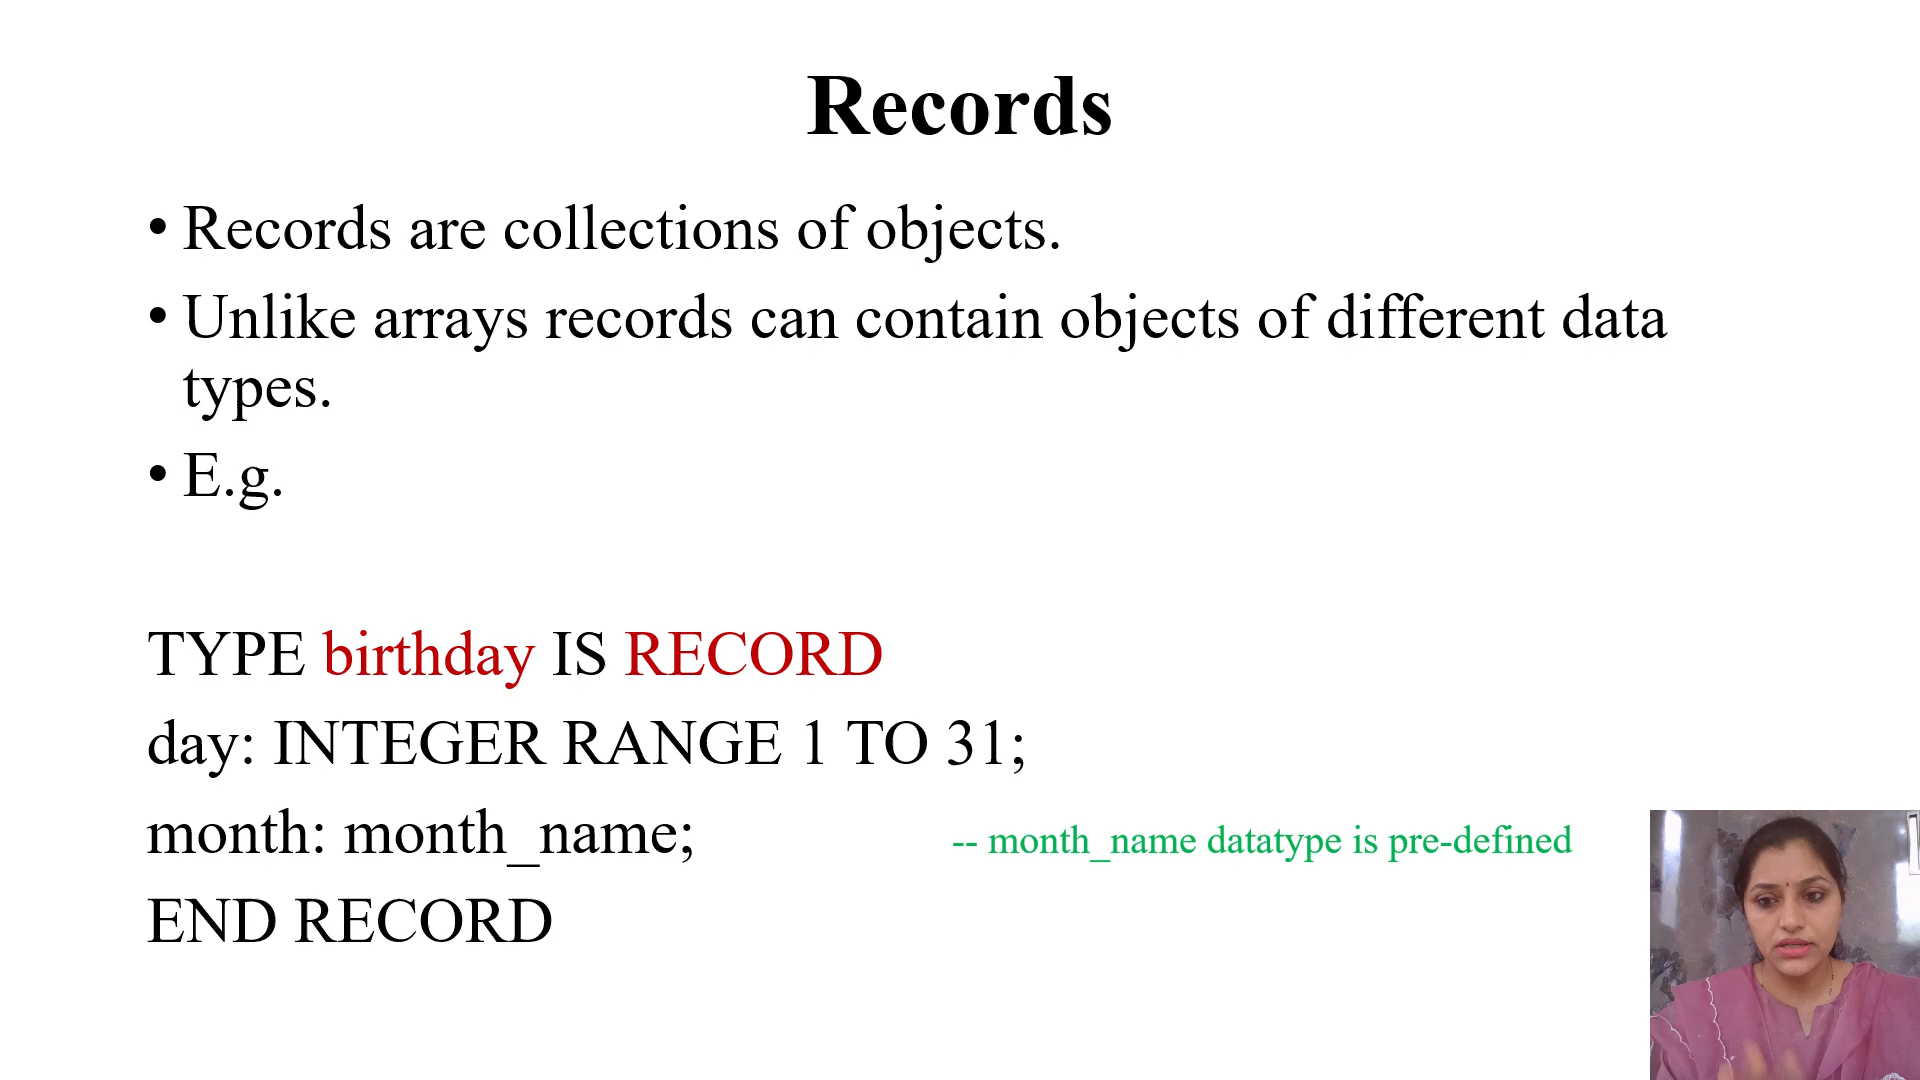 Records
• Records are collections of objects.
• Unlike arrays records can contain objects of different data
types.
• E.g.
TYPE birthday IS RECORD
day: INTEGER RANGE 1 TO 31;
month: month_name; -- month_name datatype is pre-defined
END RECORD